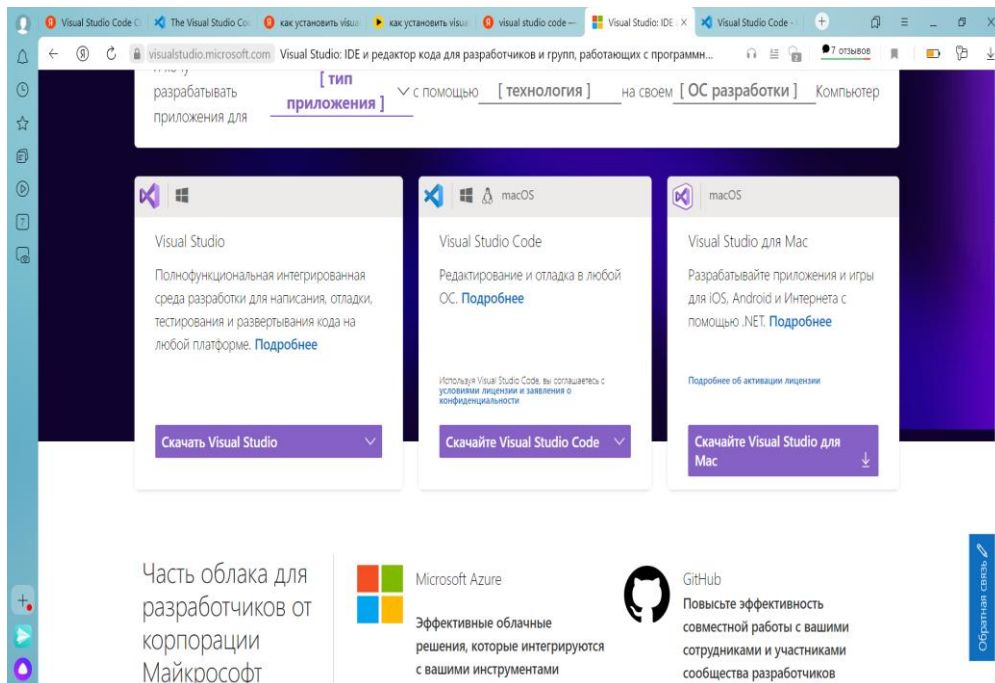 Visual Studio Code C
The Visual Studio Co
как установить visua
как установить visua
visual studio code —
Visual Studio: IDE и
Visual Studio Code -
visualstudio.microsoft.com Visual Studio: IDE и редактор кода для разработчиков и групп, работающих с программн...
7 отзывов
разрабатывать
приложения для
[ тип
приложения ]
с помощью [ технология ] на своем [ ОС разработки ] Компьютер
macOS
macOS
Visual Studio
Полнофункциональная интегрированная
среда разработки для написания, отладки,
тестирования и развертывания кода на
любой платформе. Подробнее
Скачать Visual Studio
Visual Studio Code
Редактирование и отладка в любой
ОС. Подробнее
Используя Visual Studio Code, вы соглашаетесь с
условиями лицензии и заявления о
конфиденциальности
Скачайте Visual Studio Code
Visual Studio для Mac
Разрабатывайте приложения и игры
для iOS, Android и Интернета с
помощью .NET. Подробнее
Подробнее об активации лицензии
Скачайте Visual Studio для
Mac
Часть облака для
разработчиков от
корпорации
Майкрософт
Microsoft Azure
Эффективные облачные
решения, которые интегрируются
с вашими инструментами
GitHub
Повысьте эффективность
совместной работы с вашими
сотрудниками и участниками
сообщества разработчиков
Обратная связь